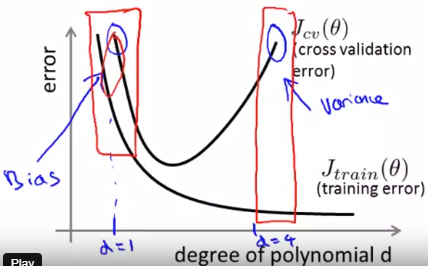 J_cv(θ)
(cross validation
error)
error
Variance
Bias
J_train(θ)
(training error)
d=1
d=4
degree of polynomial d
Play